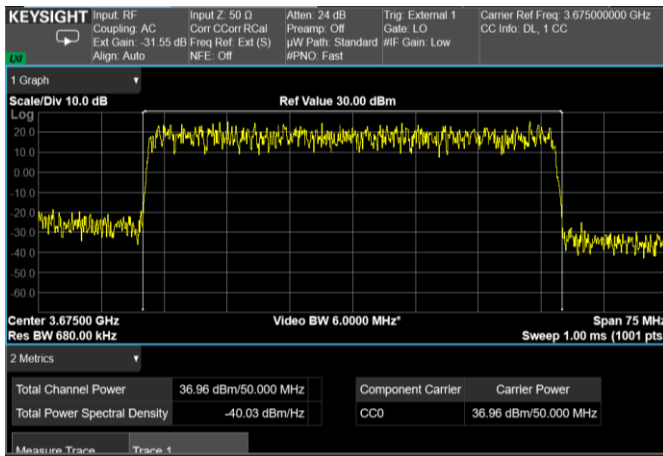 KEYSIGHT Input: RF Input Z: 50 Ω Atten: 24 dB Trig: External 1 Carrier Ref Freq: 3.675000000 GHz
Coupling: AC Corr CCorr RCal Preamp: Off Gate: LO CC Info: DL, 1 CC
Ext Gain: -31.55 dB Freq Ref: Ext (S) µW Path: Standard #IF Gain: Low
LXI Align: Auto NFE: Off #PNO: Fast
1 Graph
Scale/Div 10.0 dB Ref Value 30.00 dBm
Log
20.0
10.0
0.00
-10.0
-20.0
-30.0
-40.0
-50.0
-60.0
Center 3.67500 GHz Video BW 6.0000 MHz* Span 75 MHz
Res BW 680.00 kHz Sweep 1.00 ms (1001 pts
2 Metrics
Total Channel Power 36.96 dBm/50.000 MHz Component Carrier Carrier Power
Total Power Spectral Density -40.03 dBm/Hz CC0 36.96 dBm/50.000 MHz
Measure Trace Trace 1